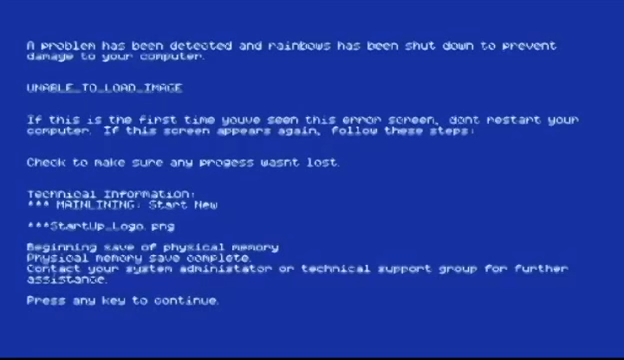 A problem has been detected and rainbows has been shut down to prevent
damage to your computer.
UNABLE_TO_LOAD_IMAGE
If this is the first time youve seen this error screen, dont restart your
computer. If this screen appears again, follow these steps:
Check to make sure any progess wasnt lost.
Technical Information:
*** MAINLINING: Start New
***StartUp_Logo.png
Beginning save of physical memory
Physical memory save complete.
Contact your system administator or technical support group for further
assistance.
Press any key to continue.